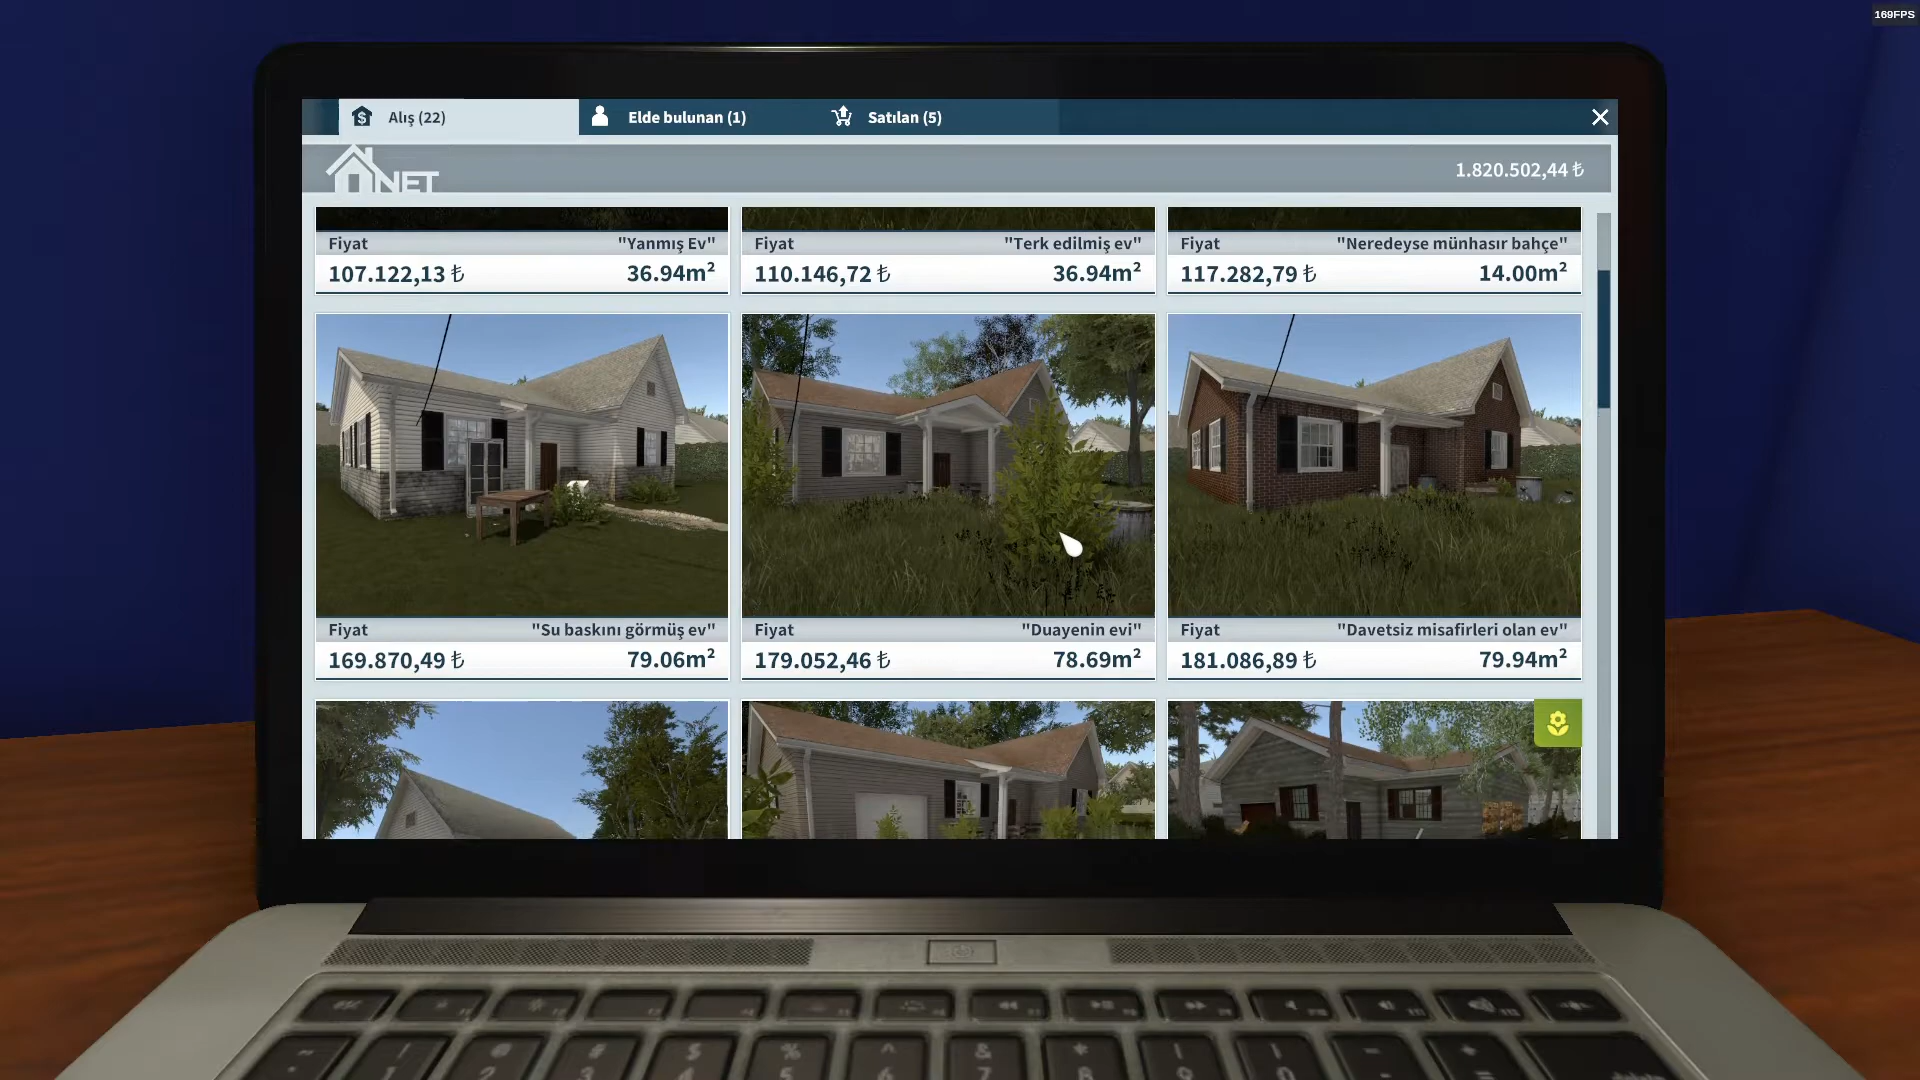 169FPS
Alış (22)
Elde bulunan (1)
Satılan (5)
NET
1.820.502,44 ₺
Fiyat "Yanmış Ev"
107.122,13 ₺ 36.94m²
Fiyat "Terk edilmiş ev"
110.146,72 ₺ 36.94m²
Fiyat "Neredeyse münhasır bahçe"
117.282,79 ₺ 14.00m²
Fiyat "Su baskını görmüş ev"
169.870,49 ₺ 79.06m²
Fiyat "Duayenin evi"
179.052,46 ₺ 78.69m²
Fiyat "Davetsiz misafirleri olan ev"
181.086,89 ₺ 79.94m²